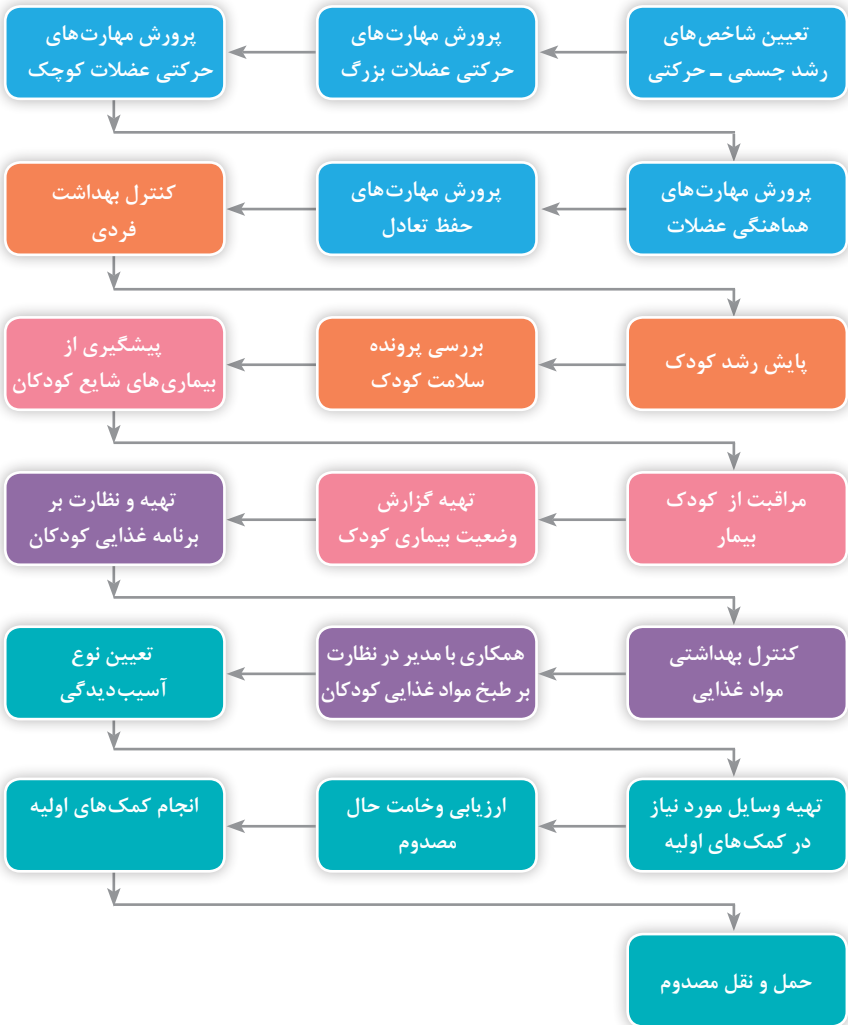 تعیین شاخص‌های
رشد جسمی ـ حرکتی
پرورش مهارت‌های
حرکتی عضلات بزرگ
پرورش مهارت‌های
حرکتی عضلات کوچک
پرورش مهارت‌های
هماهنگی عضلات
پرورش مهارت‌های
حفظ تعادل
کنترل بهداشت
فردی
پایش رشد کودک
بررسی پرونده
سلامت کودک
پیشگیری از
بیماری‌های شایع کودکان
مراقبت از کودک
بیمار
تهیه گزارش
وضعیت بیماری کودک
تهیه و نظارت بر
برنامه غذایی کودکان
کنترل بهداشتی
مواد غذایی
همکاری با مدیر در نظارت
بر طبخ مواد غذایی کودکان
تعیین نوع
آسیب‌دیدگی
تهیه وسایل مورد نیاز
در کمک‌های اولیه
ارزیابی وخامت حال
مصدوم
انجام کمک‌های اولیه
حمل و نقل مصدوم